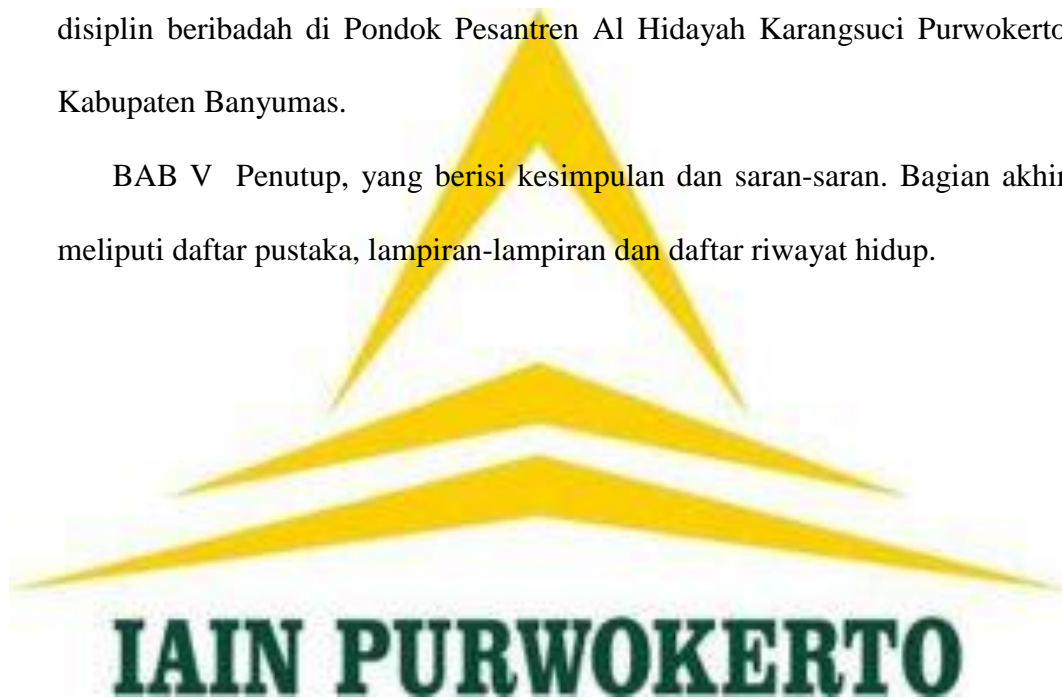 disiplin beribadah di Pondok Pesantren Al Hidayah Karangsuci Purwokerto
Kabupaten Banyumas.
BAB V Penutup, yang berisi kesimpulan dan saran-saran. Bagian akhir
meliputi daftar pustaka, lampiran-lampiran dan daftar riwayat hidup.
IAIN PURWOKERTO